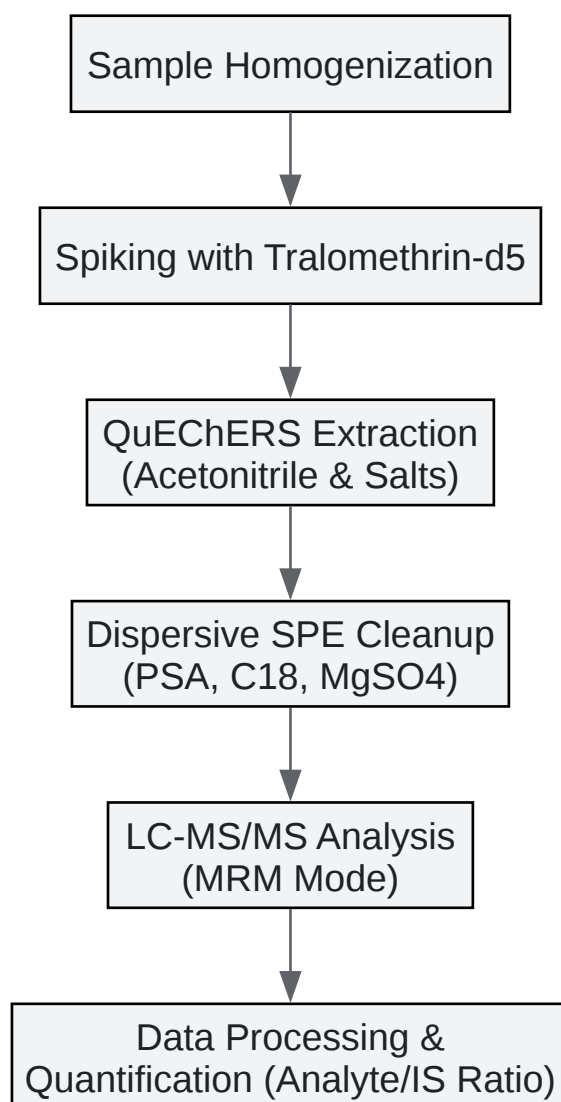 Sample Homogenization
Spiking with Tralomethrin-d5
QuEChERS Extraction
(Acetonitrile & Salts)
Dispersive SPE Cleanup
(PSA, C18, MgSO4)
LC-MS/MS Analysis
(MRM Mode)
Data Processing &
Quantification (Analyte/IS Ratio)